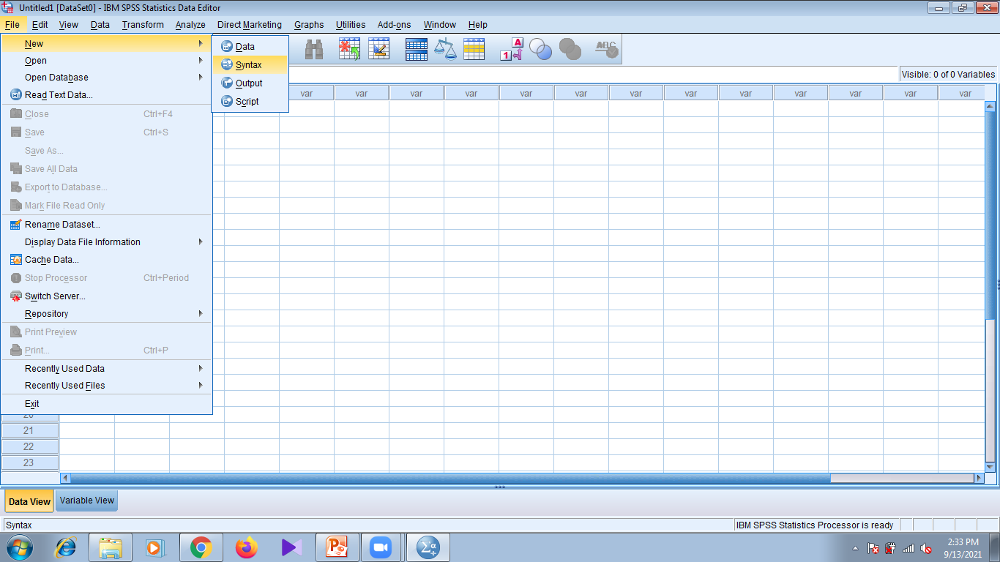 Untitled1 [DataSet0] - IBM SPSS Statistics Data Editor
File Edit View Data Transform Analyze Direct Marketing Graphs Utilities Add-ons Window Help
New
Open
Open Database
Read Text Data...
Close Ctrl+F4
Save Ctrl+S
Save As...
Save All Data
Export to Database...
Mark File Read Only
Rename Dataset...
Display Data File Information
Cache Data...
Stop Processor Ctrl+Period
Switch Server...
Repository
Print Preview
Print... Ctrl+P
Recently Used Data
Recently Used Files
Exit
Data
Syntax
Output
Script
1 A
ABC
Visible: 0 of 0 Variables
var var var var var var var var var var var var var
20
21
22
23
Data View Variable View
Syntax
IBM SPSS Statistics Processor is ready
2:33 PM
9/13/2021